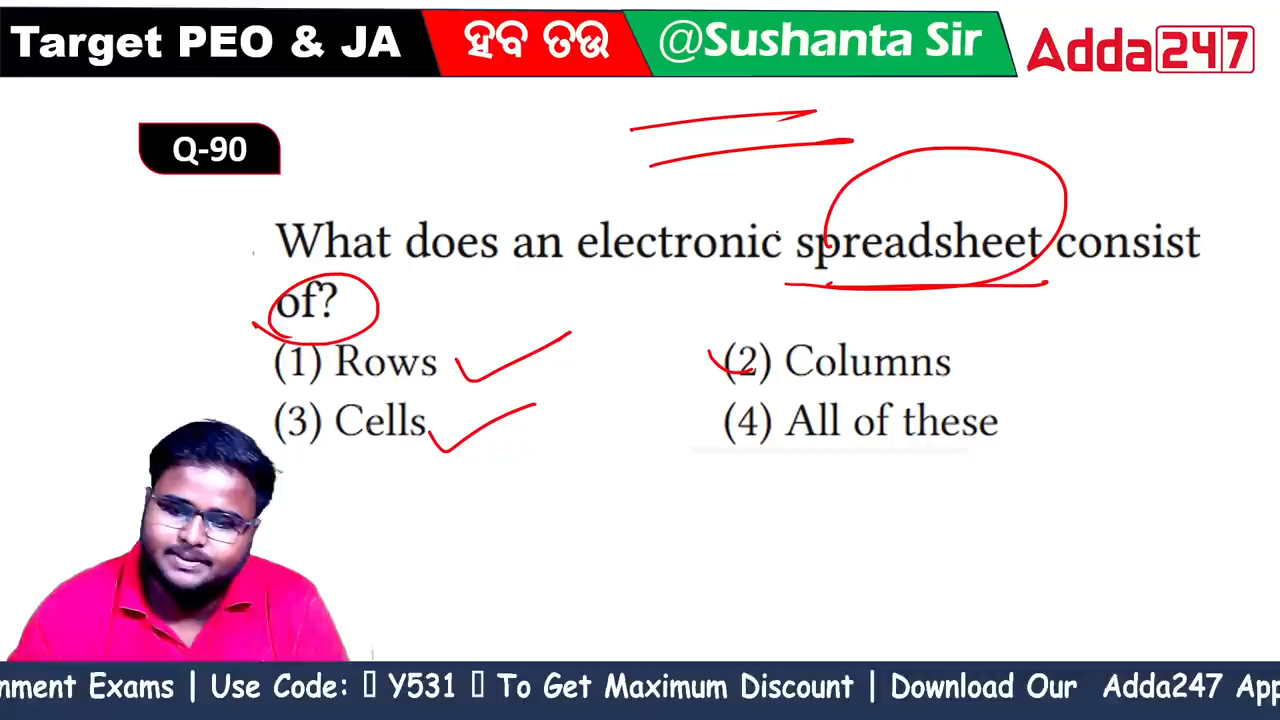 Target PEO & JA ହବ ତଉ @Sushanta Sir Adda247
Q-90
What does an electronic spreadsheet consist
of?
(1) Rows (2) Columns
(3) Cells (4) All of these
nment Exams | Use Code: Y531 To Get Maximum Discount | Download Our Adda247 App